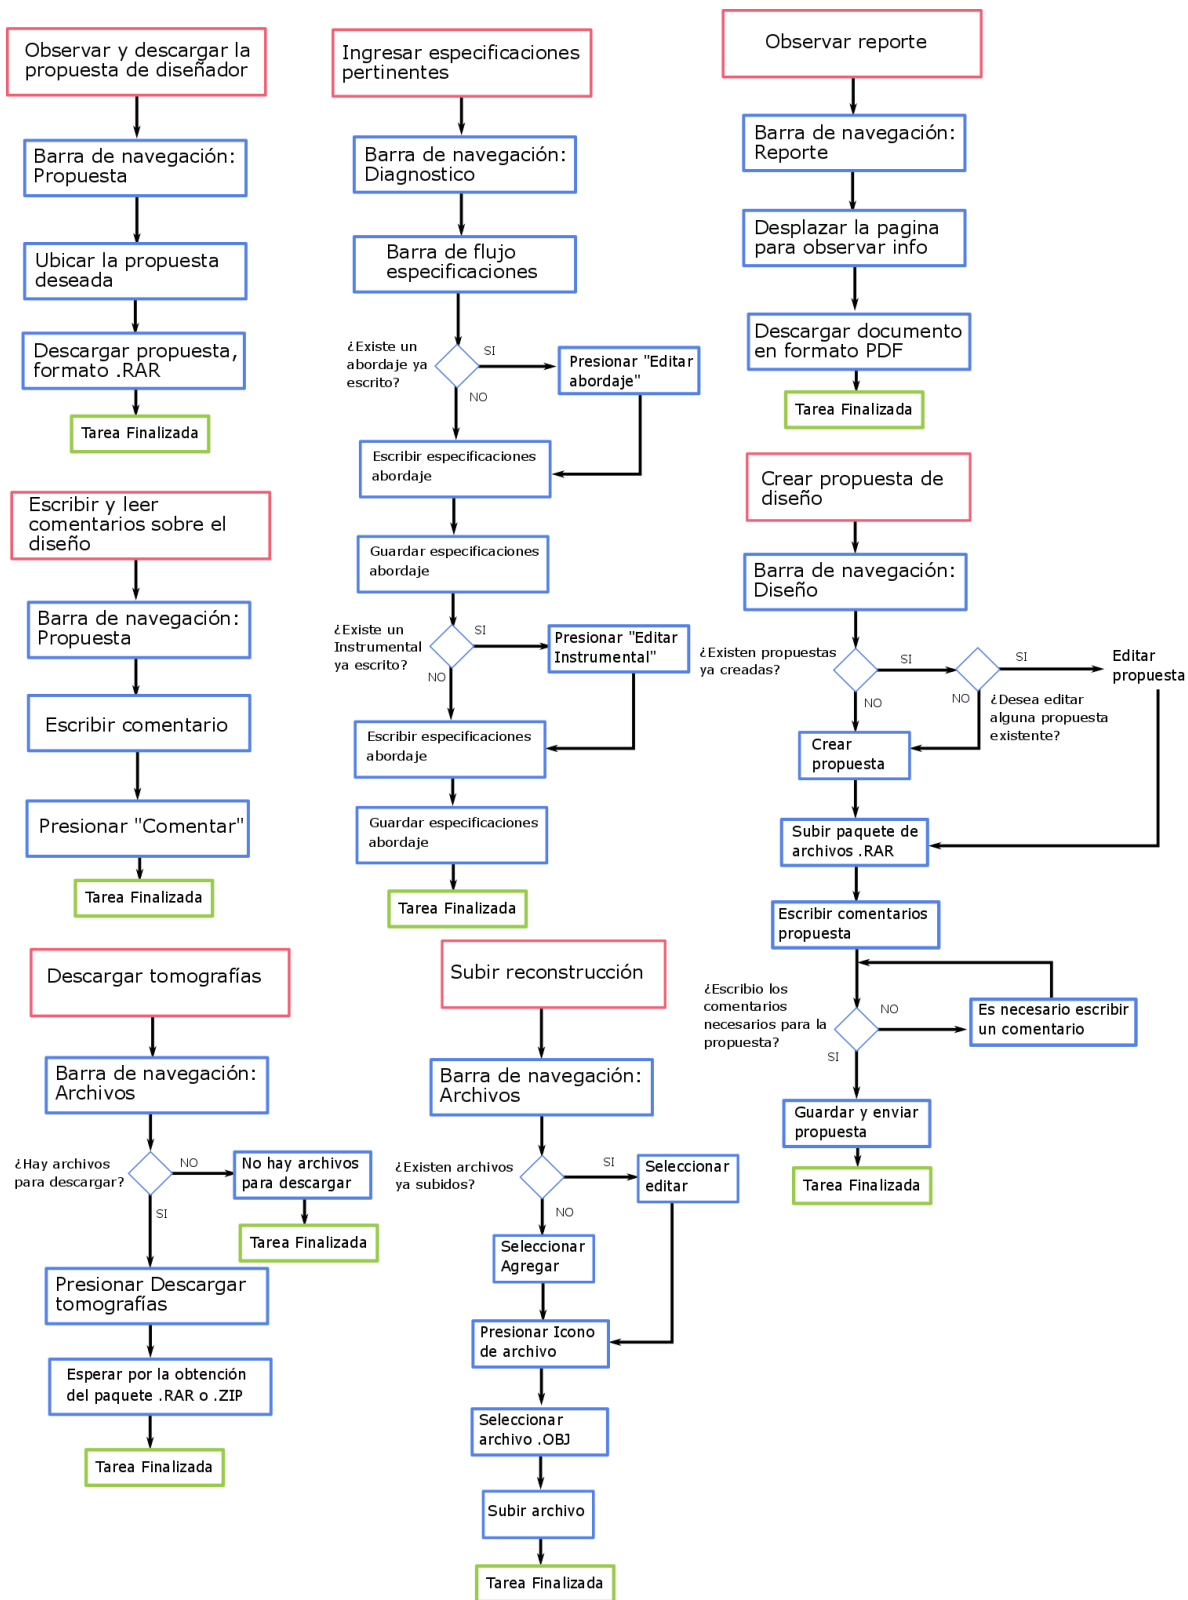 Observar y descargar la
propuesta de diseñador
Barra de navegación:
Propuesta
Ubicar la propuesta
deseada
Descargar propuesta,
formato .RAR
Tarea Finalizada
Escribir y leer
comentarios sobre el
diseño
Barra de navegación:
Propuesta
Escribir comentario
Presionar "Comentar"
Tarea Finalizada
Descargar tomografías
Barra de navegación:
Archivos
¿Hay archivos
para descargar?
NO
No hay archivos
para descargar
Tarea Finalizada
SI
Presionar Descargar
tomografías
Esperar por la obtención
del paquete .RAR o .ZIP
Tarea Finalizada
Ingresar especificaciones
pertinentes
Barra de navegación:
Diagnostico
Barra de flujo
especificaciones
¿Existe un
abordaje ya
escrito?
SI
Presionar "Editar
abordaje"
NO
Escribir especificaciones
abordaje
Guardar especificaciones
abordaje
¿Existe un
Instrumental
ya escrito?
SI
Presionar "Editar
Instrumental"
NO
Escribir especificaciones
abordaje
Guardar especificaciones
abordaje
Tarea Finalizada
Subir reconstrucción
Barra de navegación:
Archivos
¿Existen archivos
ya subidos?
SI
Seleccionar
editar
NO
Seleccionar
Agregar
Presionar Icono
de archivo
Seleccionar
archivo .OBJ
Subir archivo
Tarea Finalizada
Observar reporte
Barra de navegación:
Reporte
Desplazar la pagina
para observar info
Descargar documento
en formato PDF
Tarea Finalizada
Crear propuesta de
diseño
Barra de navegación:
Diseño
¿Existen propuestas
ya creadas?
SI
SI
Editar
propuesta
NO
NO
¿Desea editar
alguna propuesta
existente?
Crear
propuesta
Subir paquete de
archivos .RAR
Escribir comentarios
propuesta
¿Escribio los
comentarios
necesarios para la
propuesta?
NO
Es necesario escribir
un comentario
SI
Guardar y enviar
propuesta
Tarea Finalizada